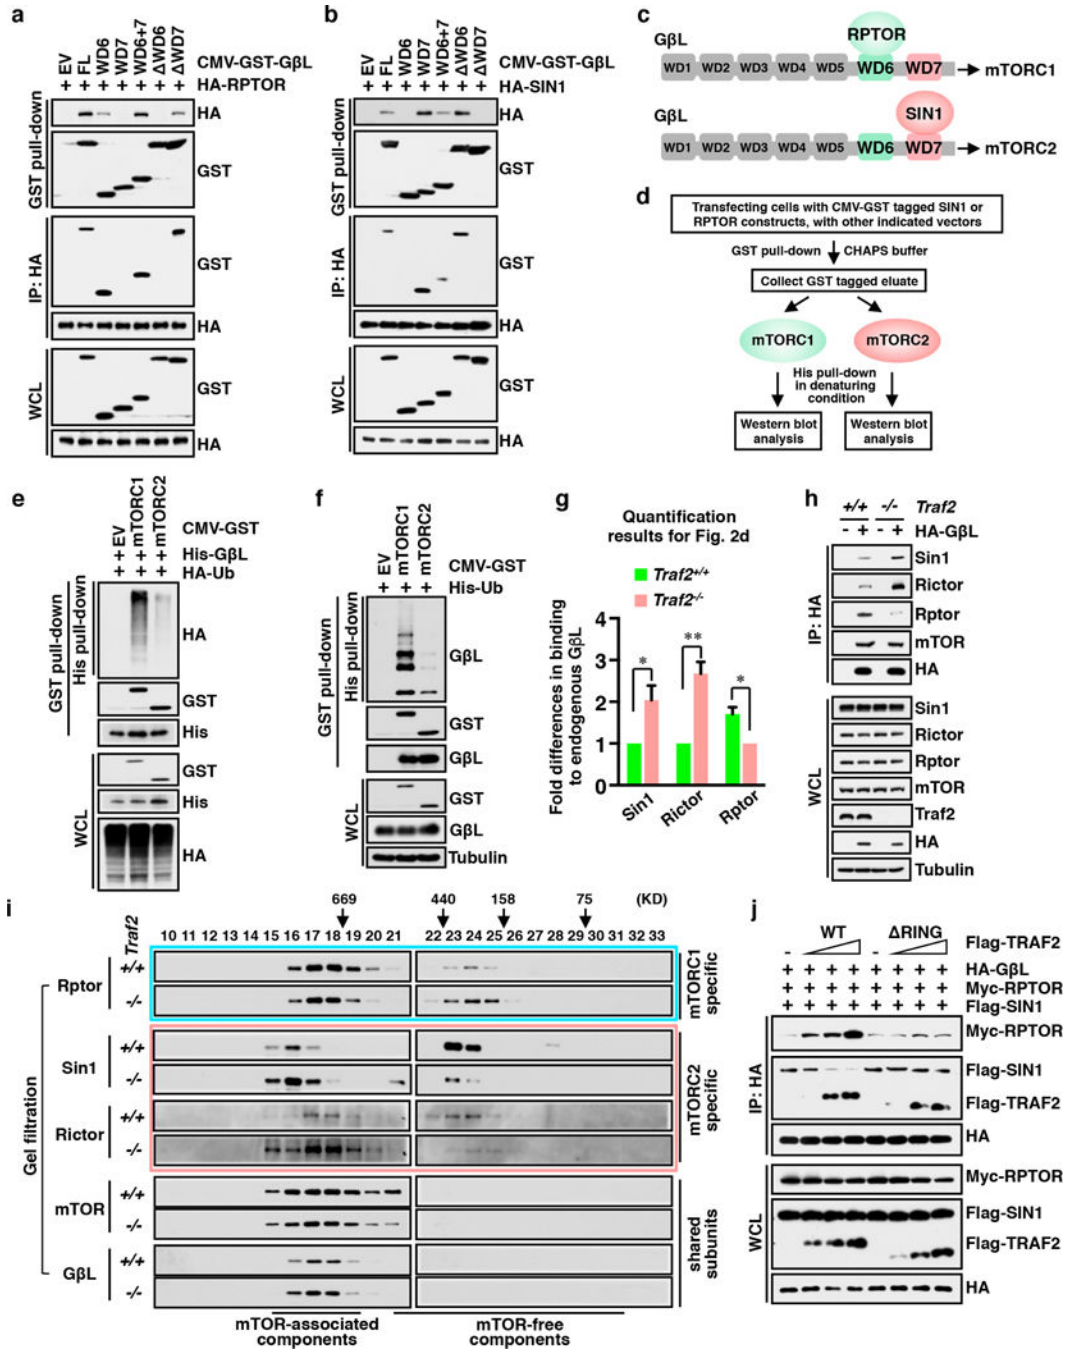 a
EV FL WD6 WD7 WD6+7 ΔWD6 ΔWD7 CMV-GST-GβL
+ + + + + + + HA-RPTOR
GST pull-down
HA
GST
IP: HA
GST
HA
WCL
GST
HA
b
EV FL WD6 WD7 WD6+7 ΔWD6 ΔWD7 CMV-GST-GβL
+ + + + + + + HA-SIN1
GST pull-down
HA
GST
IP: HA
GST
HA
WCL
GST
HA
c
RPTOR
GβL
WD1 WD2 WD3 WD4 WD5 WD6 WD7 mTORC1
SIN1
GβL
WD1 WD2 WD3 WD4 WD5 WD6 WD7 mTORC2
d
Transfecting cells with CMV-GST tagged SIN1 or
RPTOR constructs, with other indicated vectors
GST pull-down CHAPS buffer
Collect GST tagged eluate
mTORC1 mTORC2
His pull-down
in denaturing
condition
Western blot
analysis
Western blot
analysis
e
EV mTORC1 mTORC2 CMV-GST
+ + + His-GβL
+ + + HA-Ub
GST pull-down
His pull-down
HA
GST
His
WCL
GST
His
HA
f
EV mTORC1 mTORC2 CMV-GST
+ + + His-Ub
GST pull-down
His pull-down
GβL
GST
GβL
WCL
GST
GβL
Tubulin
g
Quantification
results for Fig. 2d
Traf2+/+
Traf2-/-
Fold differences in binding
to endogenous GβL
4
3
2
1
0
* ** *
Sin1 Rictor Rptor
h
+/+ -/- Traf2
- + - + HA-GβL
IP: HA
Sin1
Rictor
Rptor
mTOR
HA
WCL
Sin1
Rictor
Rptor
mTOR
Traf2
HA
Tubulin
i
669 440 158 75 (KD)
Traf2
10 11 12 13 14 15 16 17 18 19 20 21 22 23 24 25 26 27 28 29 30 31 32 33
Gel filtration
Rptor
+/+
-/-
mTORC1
specific
Sin1
+/+
-/-
Rictor
+/+
-/-
mTORC2
specific
mTOR
+/+
-/-
GβL
+/+
-/-
shared
subunits
mTOR-associated
components
mTOR-free
components
j
WT ΔRING
- - Flag-TRAF2
+ + + + + + + + HA-GβL
+ + + + + + + + Myc-RPTOR
+ + + + + + + + Flag-SIN1
IP: HA
Myc-RPTOR
Flag-SIN1
Flag-TRAF2
HA
WCL
Myc-RPTOR
Flag-SIN1
Flag-TRAF2
HA